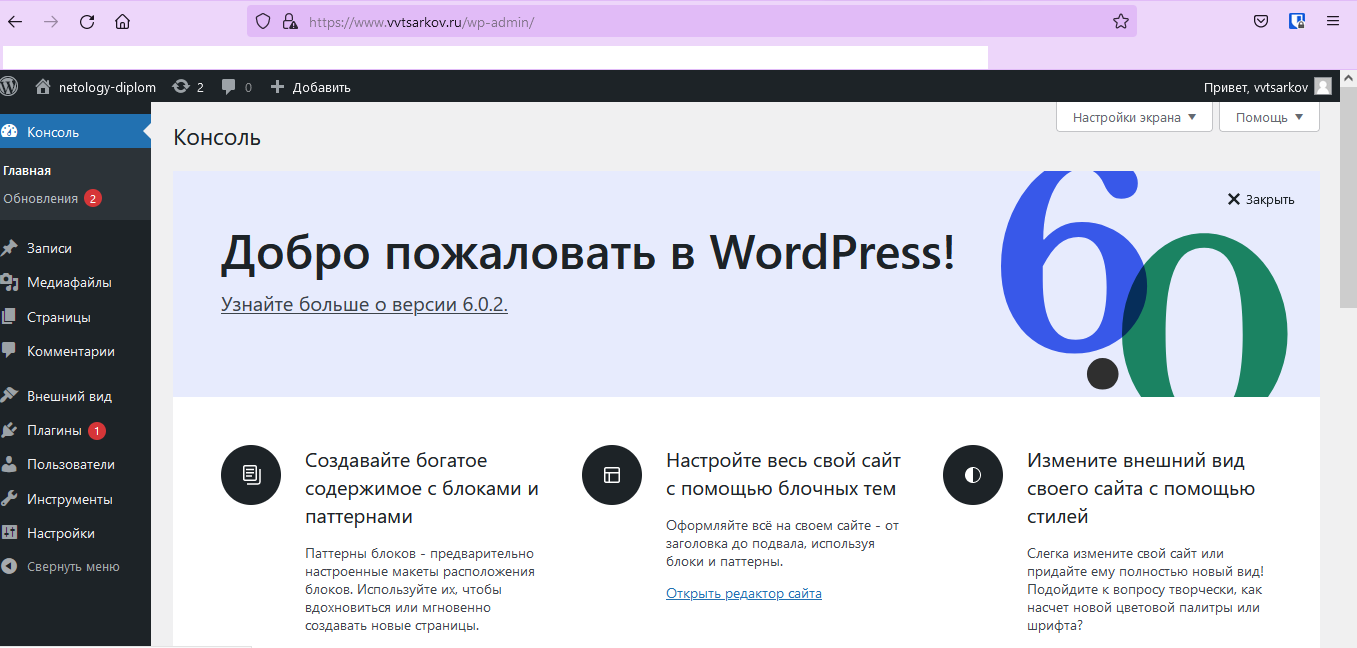 https://www.vvtsarkov.ru/wp-admin/
netology-diplom 2 0 Добавить Привет, vvtsarkov
Консоль
Главная
Обновления 2
Записи
Медиафайлы
Страницы
Комментарии
Внешний вид
Плагины 1
Пользователи
Инструменты
Настройки
Свернуть меню
Настройки экрана Помощь
Консоль
Закрыть
Добро пожаловать в WordPress!
Узнайте больше о версии 6.0.2.
6.0
Создавайте богатое
содержимое с блоками и
паттернами
Паттерны блоков - предварительно
настроенные макеты расположения
блоков. Используйте их, чтобы
вдохновиться или мгновенно
создавать новые страницы.
Настройте весь свой сайт
с помощью блочных тем
Оформляйте всё на своем сайте - от
заголовка до подвала, используя
блоки и паттерны.
Открыть редактор сайта
Измените внешний вид
своего сайта с помощью
стилей
Слегка измените свой сайт или
придайте ему полностью новый вид!
Подойдите к вопросу творчески, как
насчет новой цветовой палитры или
шрифта?